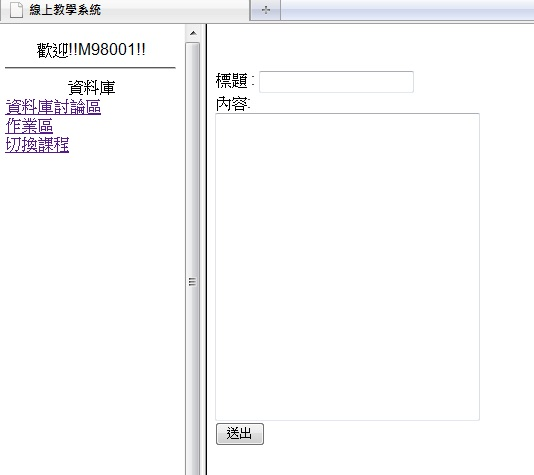 線上教學系統
歡迎!!M98001!!
資料庫
資料庫討論區
作業區
切換課程
標題 :
內容:
送出